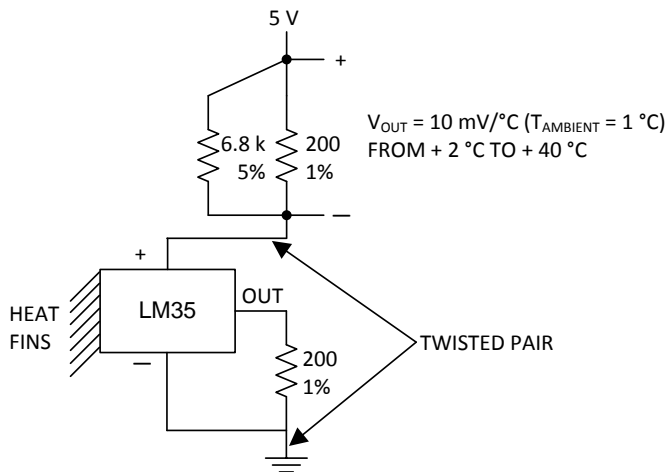 5 V
+
6.8 k
5%
200
1%
V_OUT = 10 mV/°C (T_AMBIENT = 1 °C)
FROM + 2 °C TO + 40 °C
—
+
HEAT
FINS
LM35
OUT
—
200
1%
TWISTED PAIR